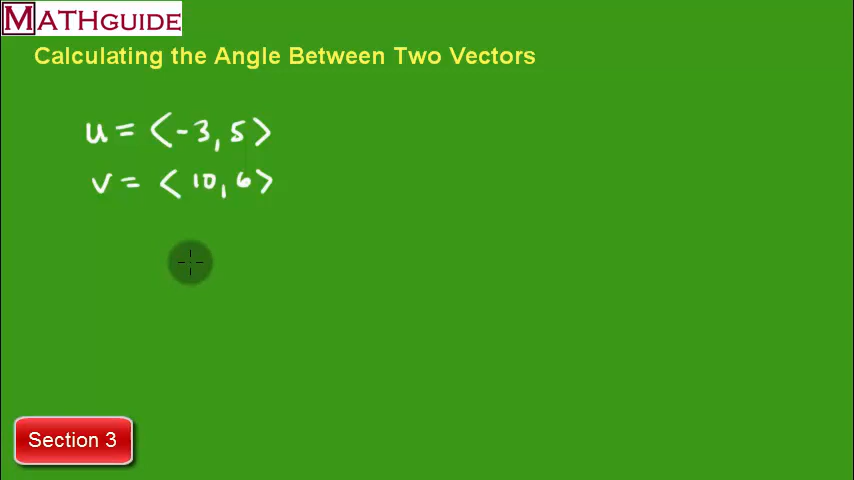 MATHGUIDE
Calculating the Angle Between Two Vectors
u = < -3, 5 >
v = < 10, 6 >
Section 3